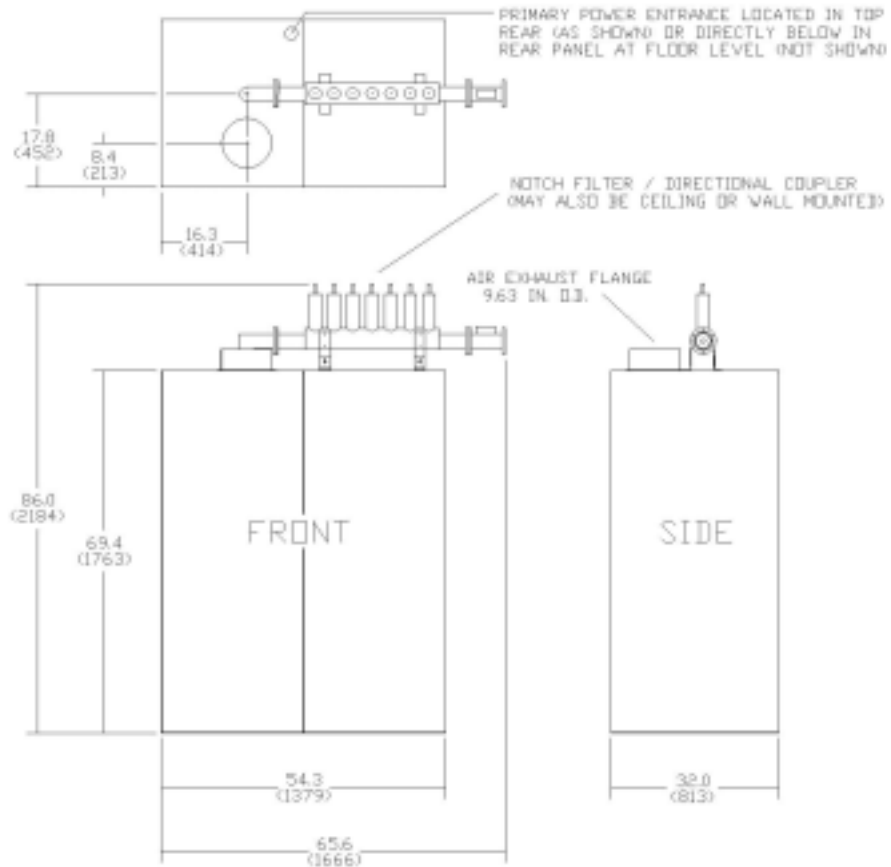 PRIMARY POWER ENTRANCE LOCATED IN TOP
REAR (AS SHOWN) OR DIRECTLY BELOW IN
REAR PANEL AT FLOOR LEVEL (NOT SHOWN)
17.8
(452)
8.4
(213)
16.3
(414)
NOTCH FILTER / DIRECTIONAL COUPLER
(MAY ALSO BE CEILING OR WALL MOUNTED)
AIR EXHAUST FLANGE
9.63 IN. O.D.
86.0
(2184)
69.4
(1763)
FRONT
SIDE
54.3
(1379)
32.0
(813)
65.6
(1666)